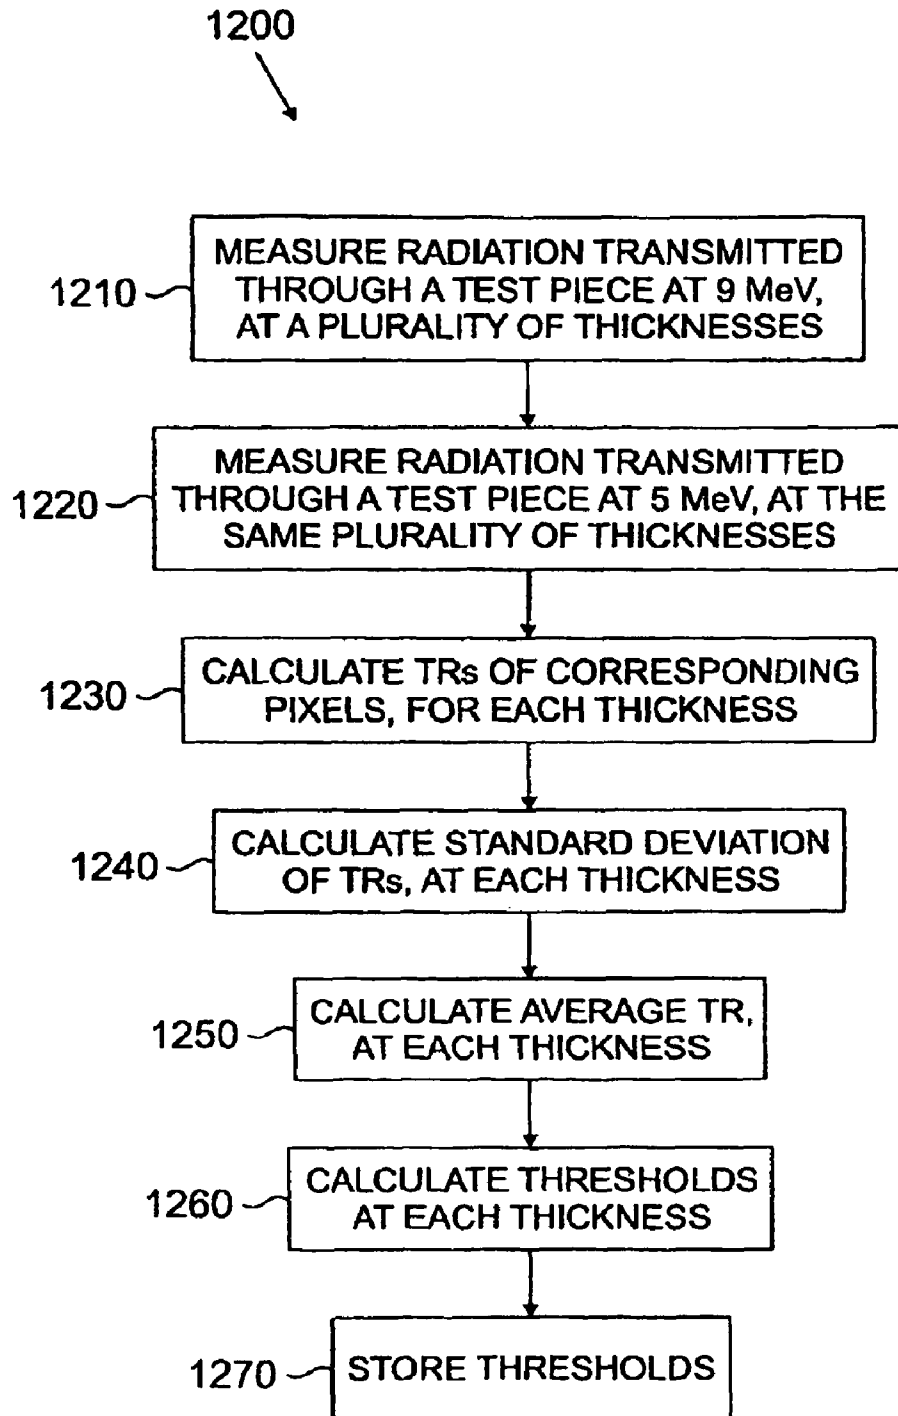 1200
1210
MEASURE RADIATION TRANSMITTED
THROUGH A TEST PIECE AT 9 MeV,
AT A PLURALITY OF THICKNESSES
1220
MEASURE RADIATION TRANSMITTED
THROUGH A TEST PIECE AT 5 MeV, AT THE
SAME PLURALITY OF THICKNESSES
1230
CALCULATE TRs OF CORRESPONDING
PIXELS, FOR EACH THICKNESS
1240
CALCULATE STANDARD DEVIATION
OF TRs, AT EACH THICKNESS
1250
CALCULATE AVERAGE TR,
AT EACH THICKNESS
1260
CALCULATE THRESHOLDS
AT EACH THICKNESS
1270
STORE THRESHOLDS